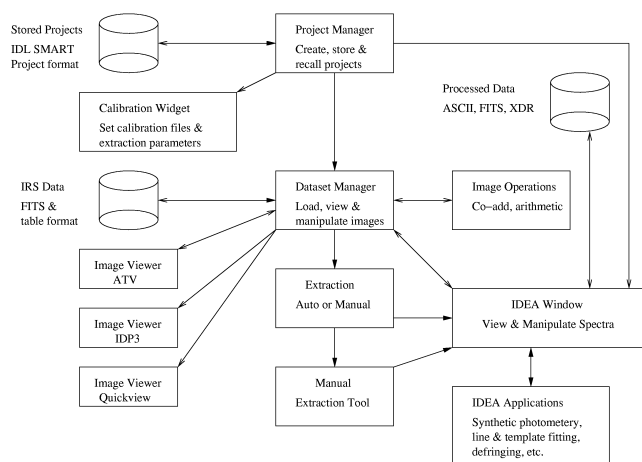 Stored Projects
IDL SMART
Project format
Project Manager
Create, store &
recall projects
Calibration Widget
Set calibration files &
extraction parameters
Processed Data
ASCII, FITS, XDR
IRS Data
FITS &
table format
Dataset Manager
Load, view &
manipulate images
Image Operations
Co−add, arithmetic
Image Viewer
ATV
Image Viewer
IDP3
Image Viewer
Quickview
Extraction
Auto or Manual
Manual
Extraction Tool
IDEA Window
View & Manipulate Spectra
IDEA Applications
Synthetic photometery,
line & template fitting,
defringing, etc.